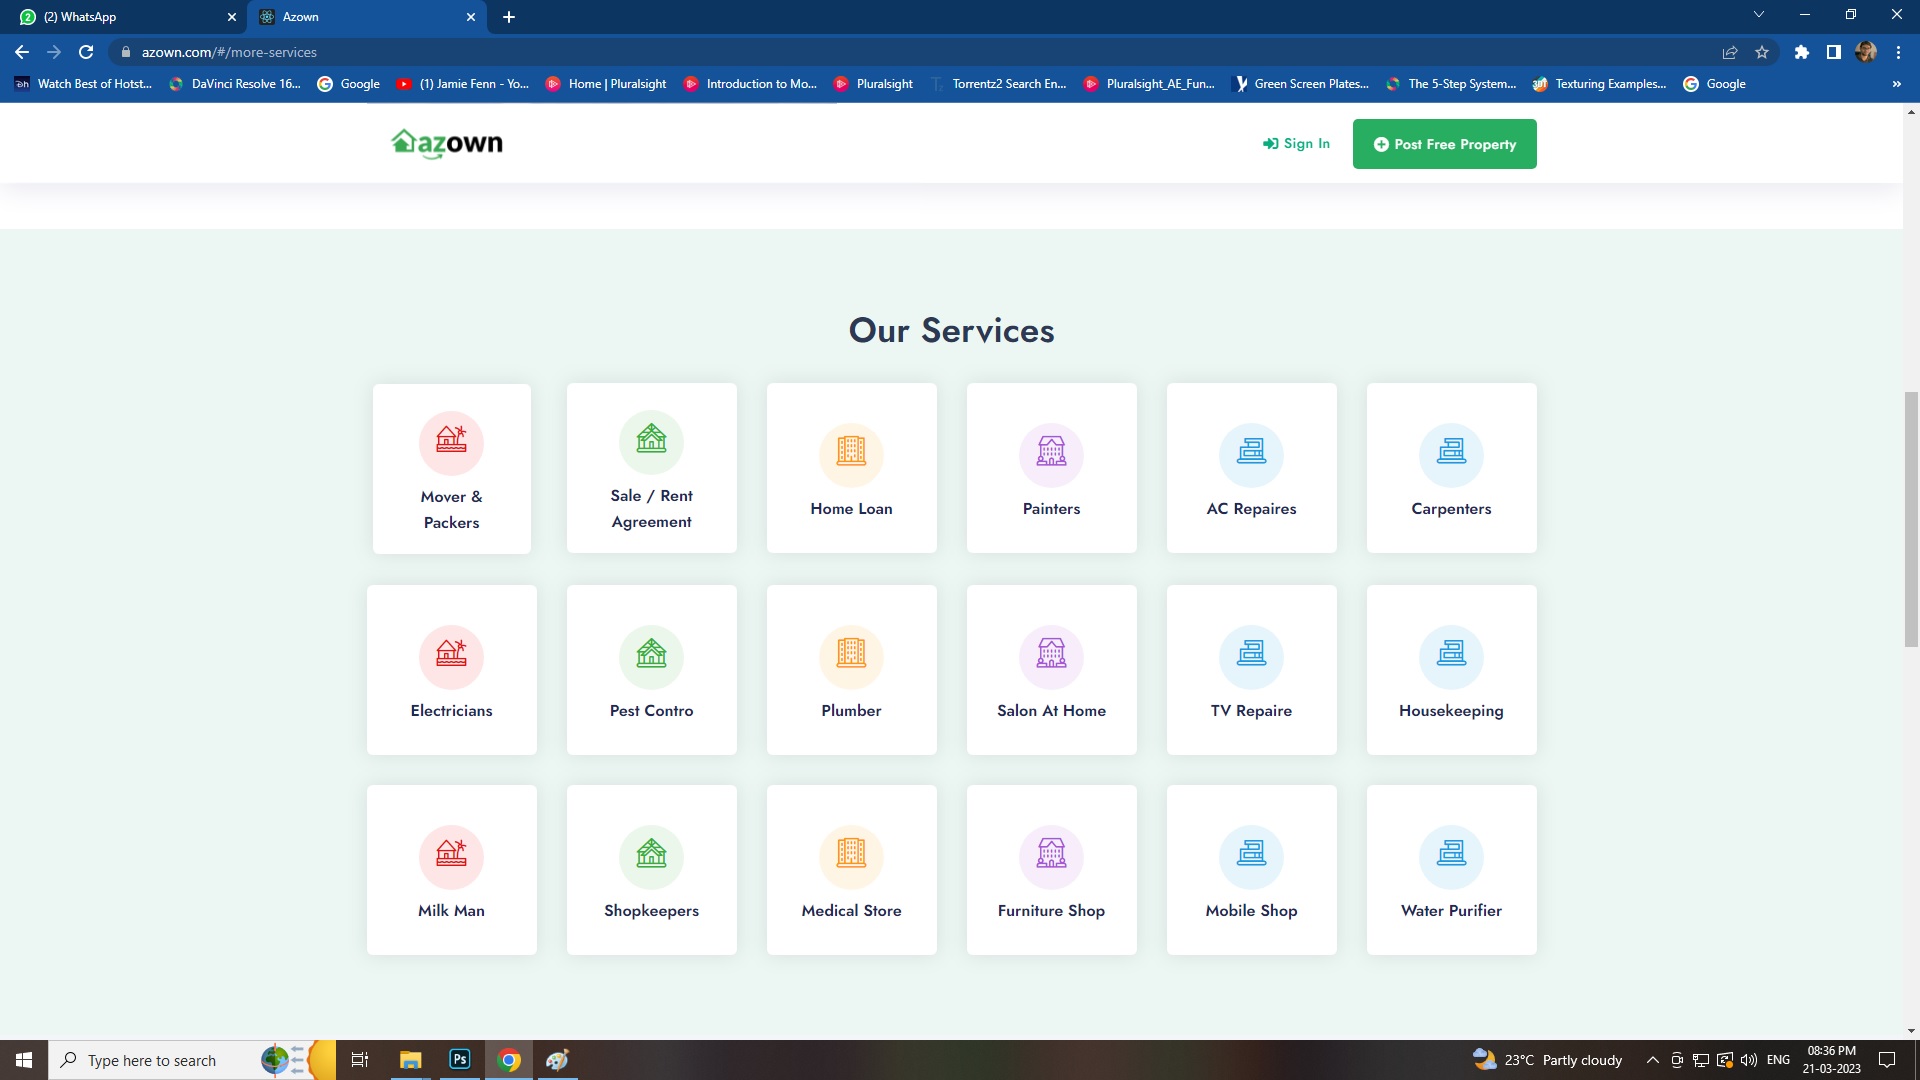 (2) WhatsApp
Azown
azown.com/#/more-services
Watch Best of Hotst...
DaVinci Resolve 16...
Google
(1) Jamie Fenn - Yo...
Home | Pluralsight
Introduction to Mo...
Pluralsight
Torrentz2 Search En...
Pluralsight_AE_Fun...
Green Screen Plates...
The 5-Step System...
Texturing Examples...
Google
»
azown
Sign In
Post Free Property
Our Services
Mover &
Packers
Sale / Rent
Agreement
Home Loan
Painters
AC Repaires
Carpenters
Electricians
Pest Contro
Plumber
Salon At Home
TV Repaire
Housekeeping
Milk Man
Shopkeepers
Medical Store
Furniture Shop
Mobile Shop
Water Purifier
Type here to search
Ps
23°C Partly cloudy
ENG
08:36 PM
21-03-2023